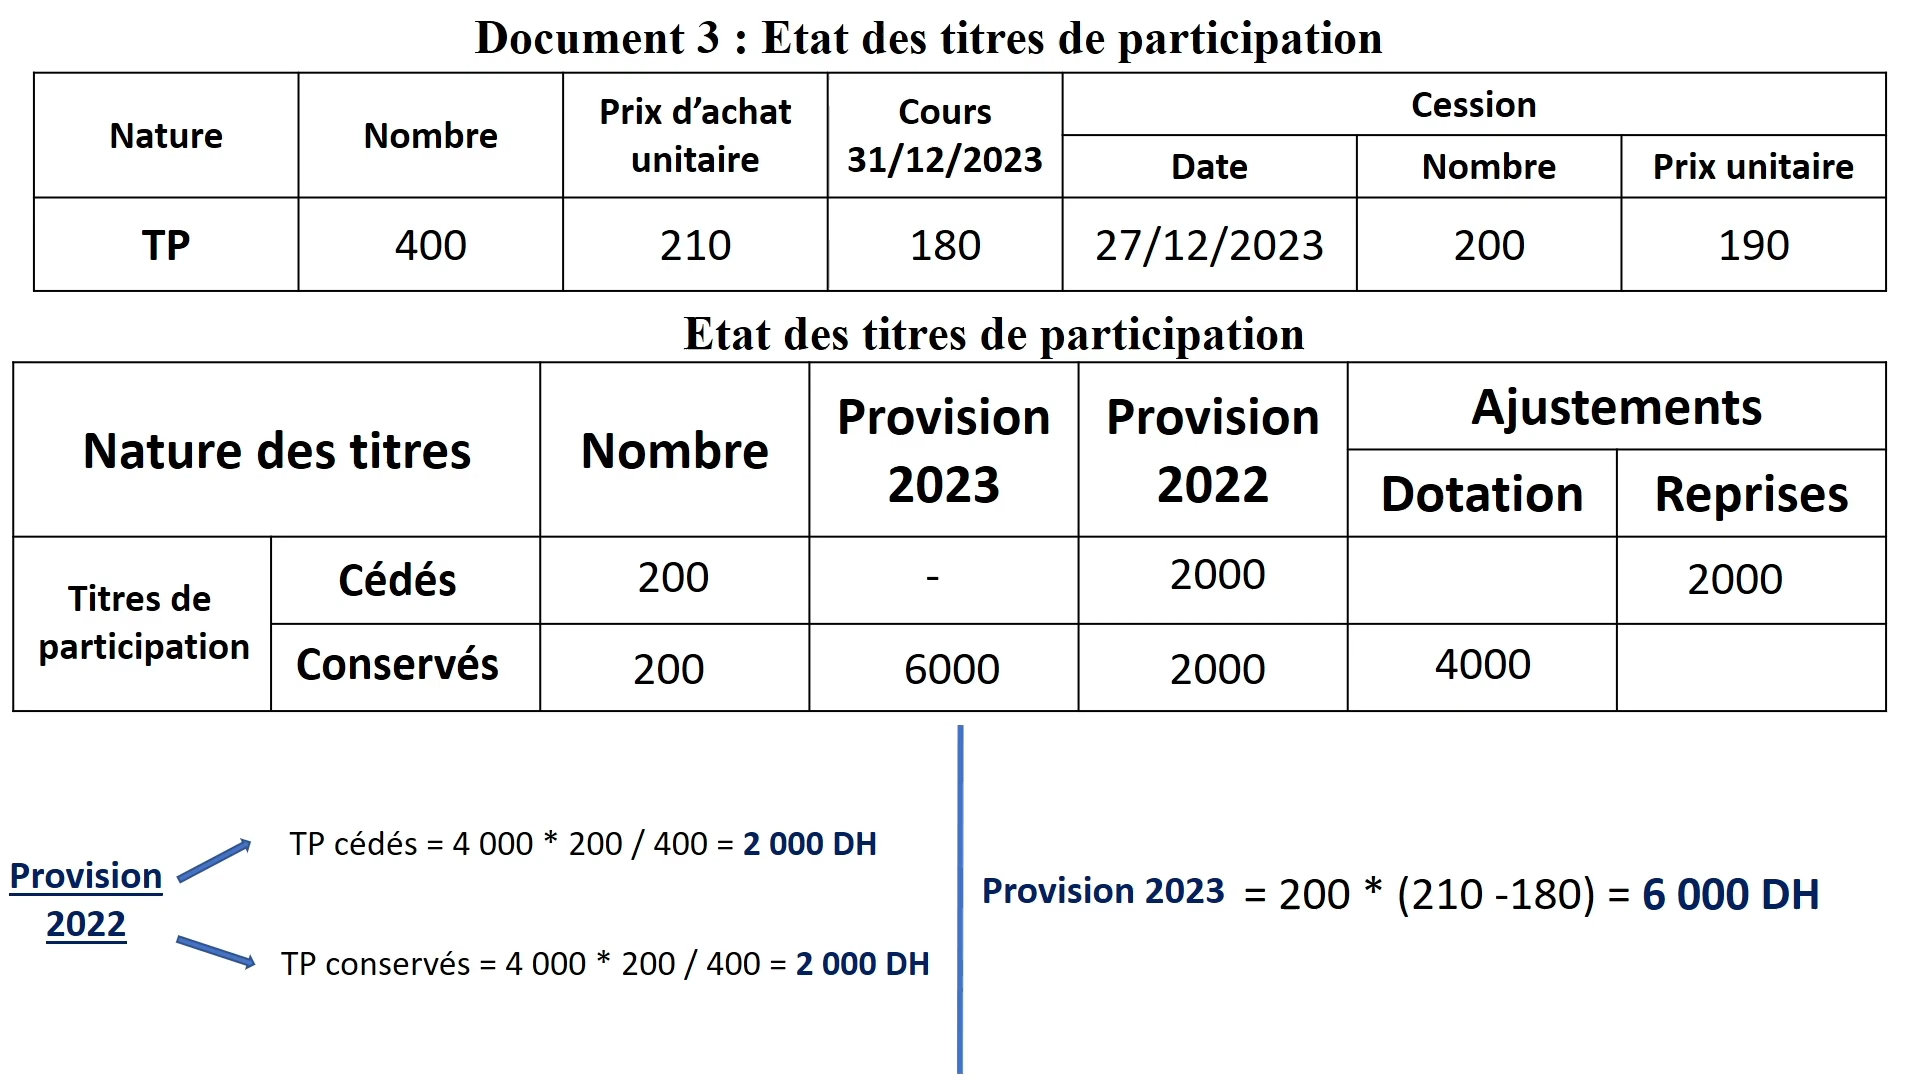 Document 3 : Etat des titres de participation
Nature
Nombre
Prix d’achat
unitaire
Cours
31/12/2023
Cession
Date
Nombre
Prix unitaire
TP
400
210
180
27/12/2023
200
190
Etat des titres de participation
Nature des titres
Nombre
Provision
2023
Provision
2022
Ajustements
Dotation
Reprises
Titres de
participation
Cédés
200
-
2000
2000
Conservés
200
6000
2000
4000
Provision
2022
TP cédés = 4 000 * 200 / 400 = 2 000 DH
TP conservés = 4 000 * 200 / 400 = 2 000 DH
Provision 2023 = 200 * (210 -180) = 6 000 DH